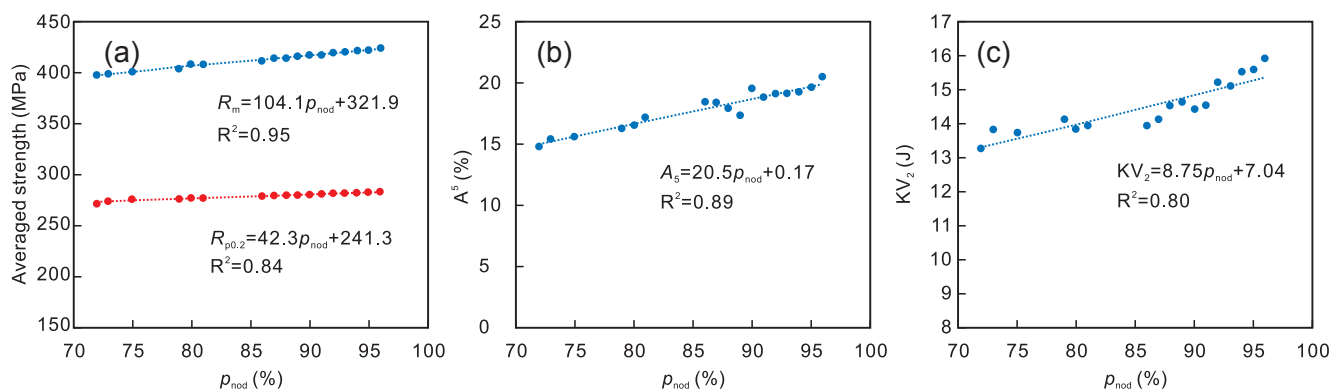 (a)
Averaged strength (MPa)
450
400
350
300
250
200
150
Rm=104.1pnod+321.9
R²=0.95
Rp0.2=42.3pnod+241.3
R²=0.84
70 75 80 85 90 95 100
pnod (%)
(b)
A⁵ (%)
25
20
15
10
5
0
A₅=20.5pnod+0.17
R²=0.89
70 75 80 85 90 95 100
pnod (%)
(c)
KV₂ (J)
17
16
15
14
13
12
11
10
9
8
KV₂=8.75pnod+7.04
R²=0.80
70 75 80 85 90 95 100
pnod (%)